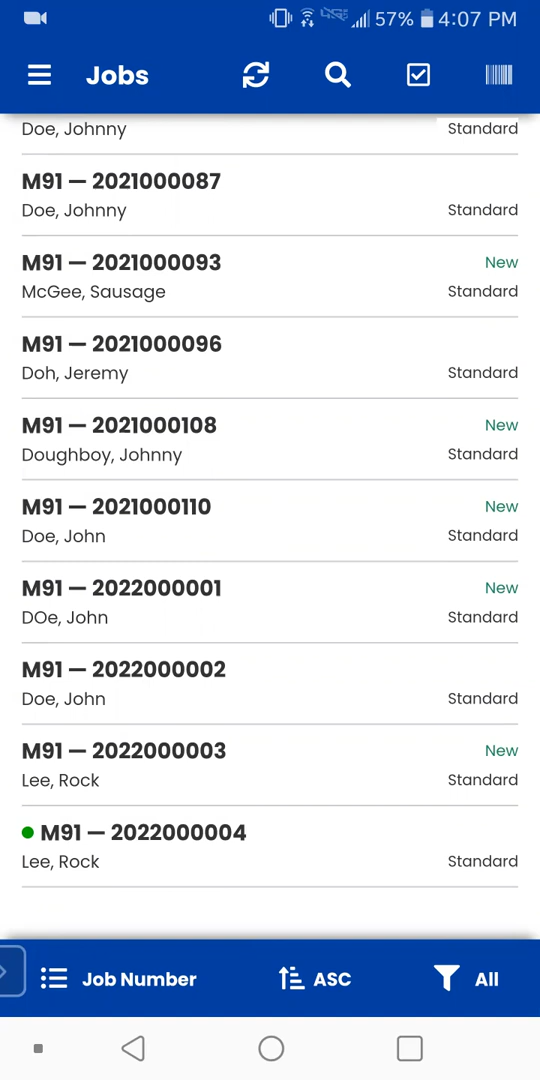 57% 4:07 PM
Jobs
Doe, Johnny Standard
M91 — 2021000087
Doe, Johnny Standard
M91 — 2021000093 New
McGee, Sausage Standard
M91 — 2021000096
Doh, Jeremy Standard
M91 — 2021000108 New
Doughboy, Johnny Standard
M91 — 2021000110 New
Doe, John Standard
M91 — 2022000001 New
DOe, John Standard
M91 — 2022000002
Doe, John Standard
M91 — 2022000003 New
Lee, Rock Standard
M91 — 2022000004
Lee, Rock Standard
Job Number ASC All